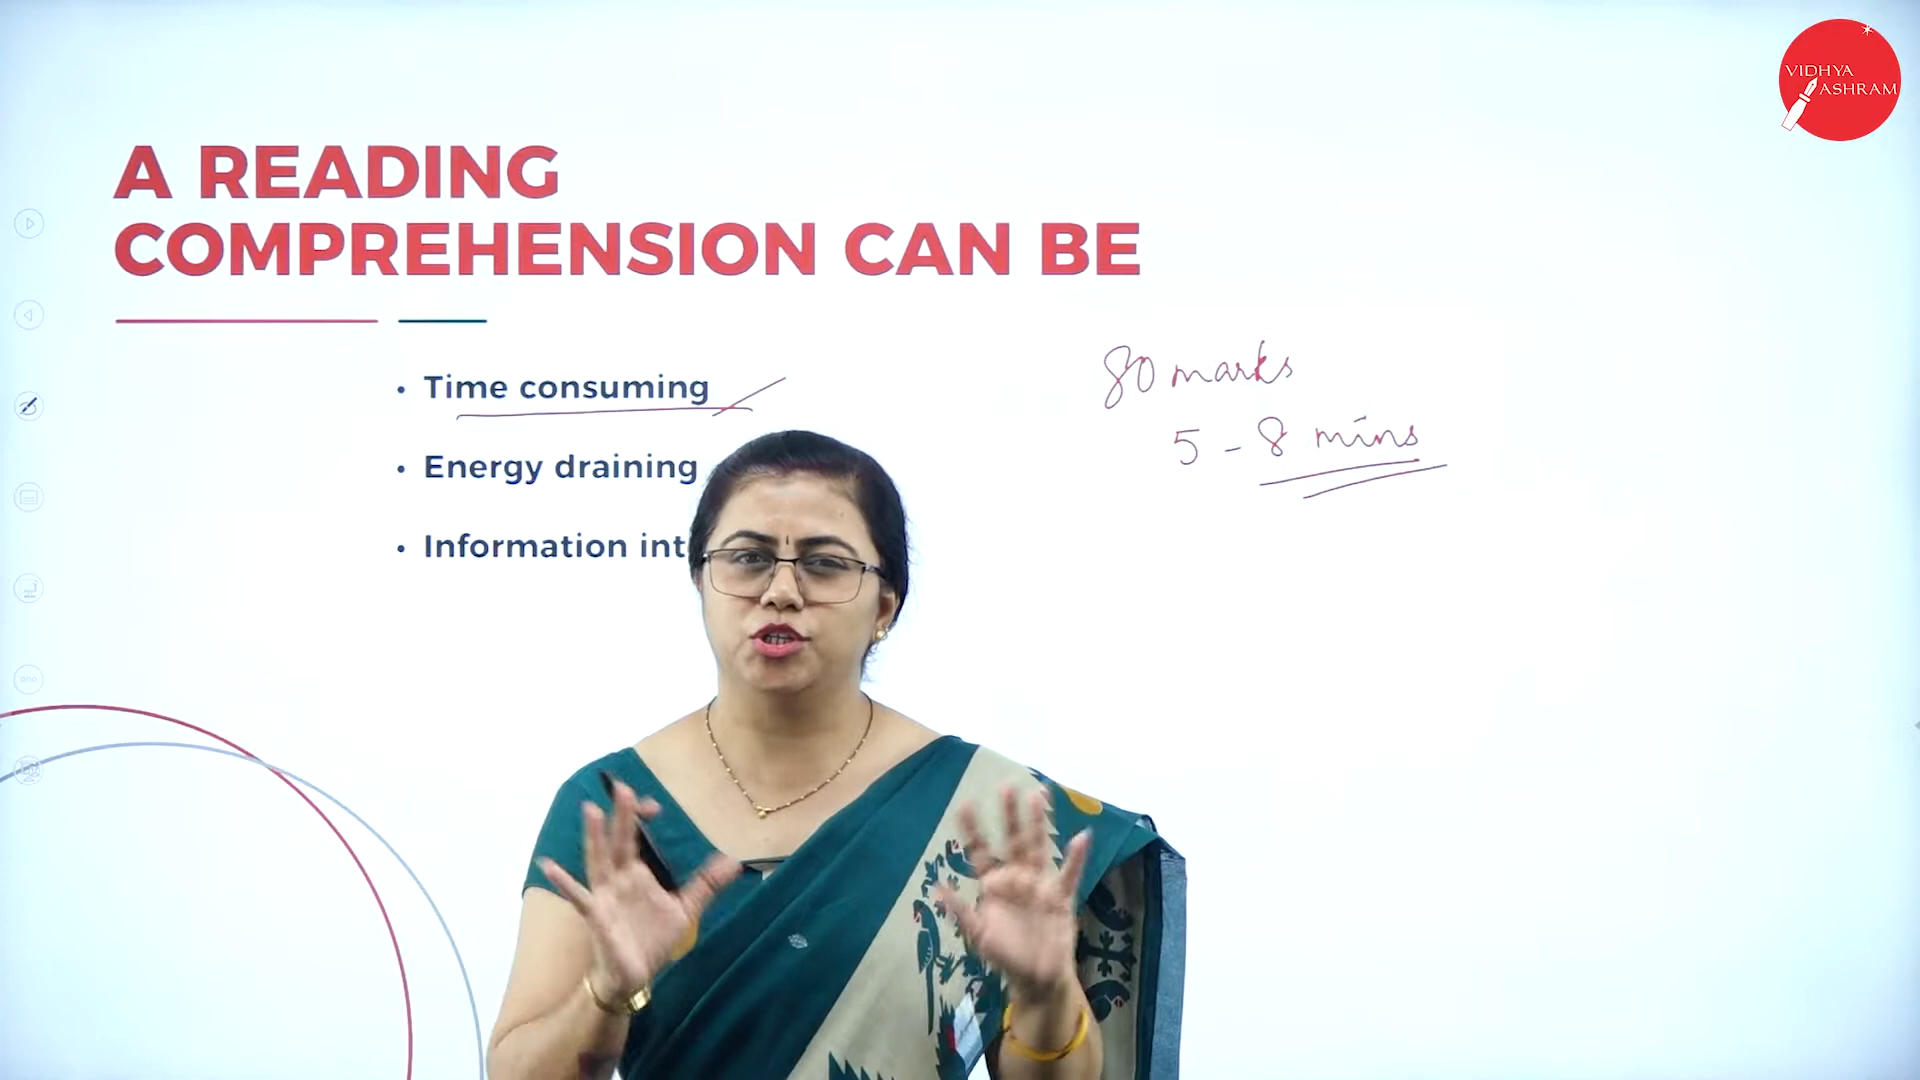 VIDHYA
ASHRAM
A READING
COMPREHENSION CAN BE
• Time consuming
• Energy draining
• Information int
80 marks
5 - 8 mins